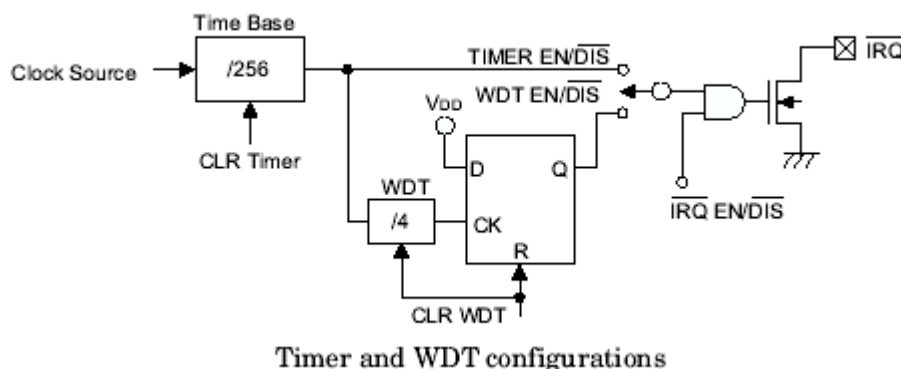 Time Base
/256
Clock Source
CLR Timer
TIMER EN/DIS
WDT EN/DIS
IRQ
VDD
D
Q
WDT
/4
CK
R
IRQ EN/DIS
CLR WDT
Timer and WDT configurations